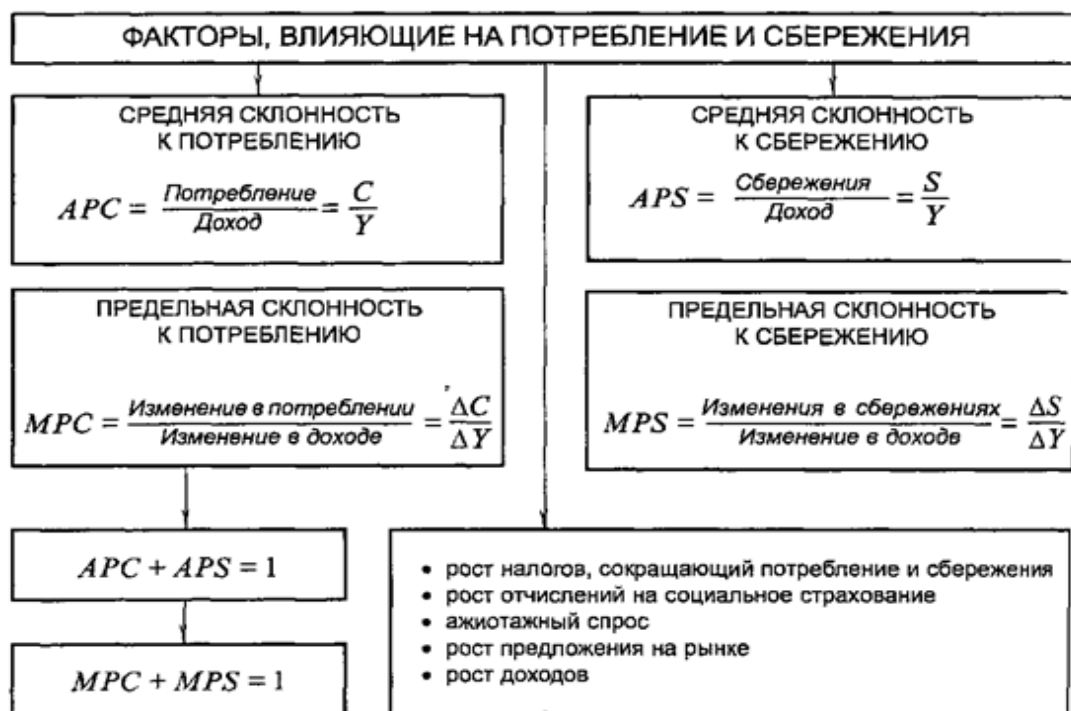 ФАКТОРЫ, ВЛИЯЮЩИЕ НА ПОТРЕБЛЕНИЕ И СБЕРЕЖЕНИЯ
СРЕДНЯЯ СКЛОННОСТЬ
К ПОТРЕБЛЕНИЮ
APC = Потребление / Доход = C / Y
СРЕДНЯЯ СКЛОННОСТЬ
К СБЕРЕЖЕНИЮ
APS = Сбережения / Доход = S / Y
ПРЕДЕЛЬНАЯ СКЛОННОСТЬ
К ПОТРЕБЛЕНИЮ
MPC = Изменение в потреблении / Изменение в доходе = ΔC / ΔY
ПРЕДЕЛЬНАЯ СКЛОННОСТЬ
К СБЕРЕЖЕНИЮ
MPS = Изменения в сбережениях / Изменение в доходе = ΔS / ΔY
APC + APS = 1
MPC + MPS = 1
• рост налогов, сокращающий потребление и сбережения
• рост отчислений на социальное страхование
• ажиотажный спрос
• рост предложения на рынке
• рост доходов